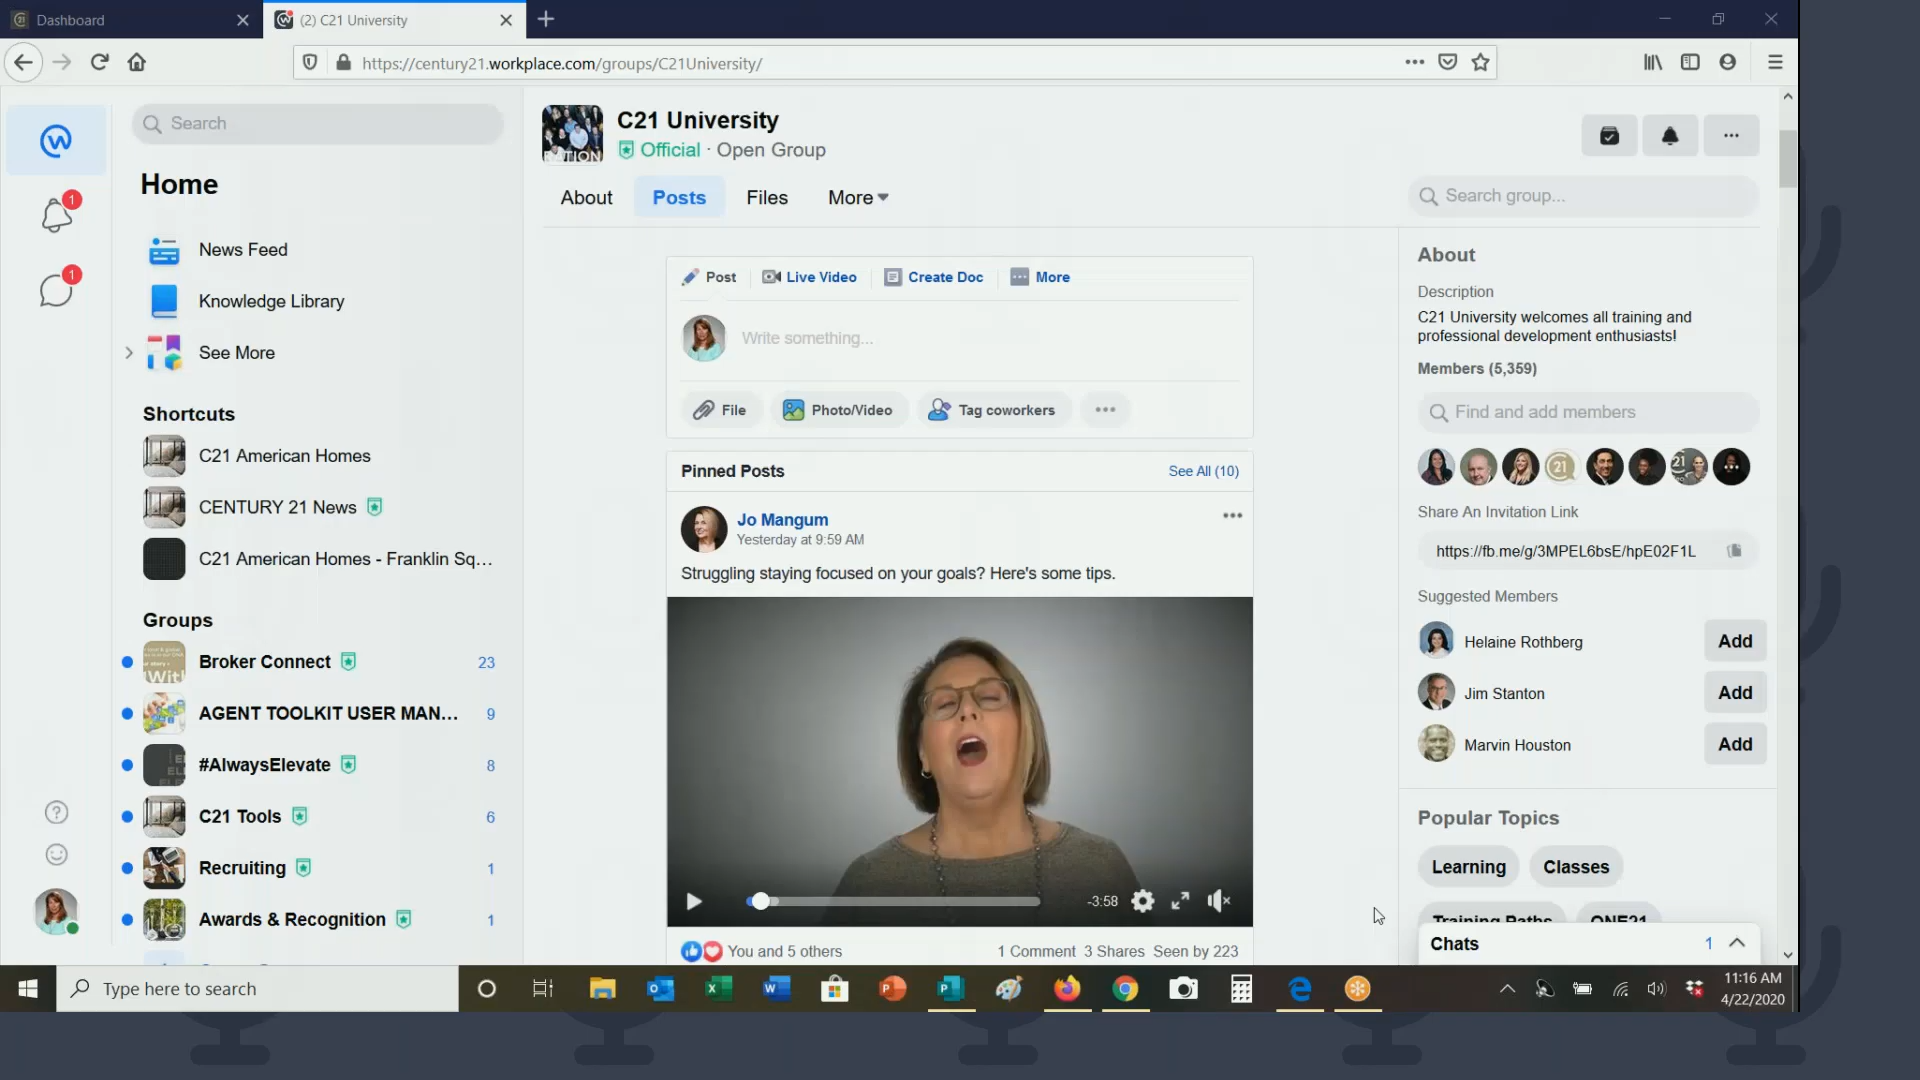 Dashboard
(2) C21 University
https://century21.workplace.com/groups/C21University/
Search
Home
News Feed
Knowledge Library
See More
Shortcuts
C21 American Homes
CENTURY 21 News
C21 American Homes - Franklin Sq...
Groups
Broker Connect 23
AGENT TOOLKIT USER MAN... 9
#AlwaysElevate 8
C21 Tools 6
Recruiting 1
Awards & Recognition 1
1
1
C21 University
Official · Open Group
About Posts Files More
Search group...
Post Live Video Create Doc More
Write something...
File Photo/Video Tag coworkers
Pinned Posts See All (10)
Jo Mangum
Yesterday at 9:59 AM
Struggling staying focused on your goals? Here's some tips.
-3:58
You and 5 others 1 Comment 3 Shares Seen by 223
About
Description
C21 University welcomes all training and
professional development enthusiasts!
Members (5,359)
Find and add members
21
21
Share An Invitation Link
https://fb.me/g/3MPEL6bsE/hpE02F1L
Suggested Members
Helaine Rothberg Add
Jim Stanton Add
Marvin Houston Add
Popular Topics
Learning Classes
Training Paths ONE21
Chats 1
Type here to search
11:16 AM
4/22/2020